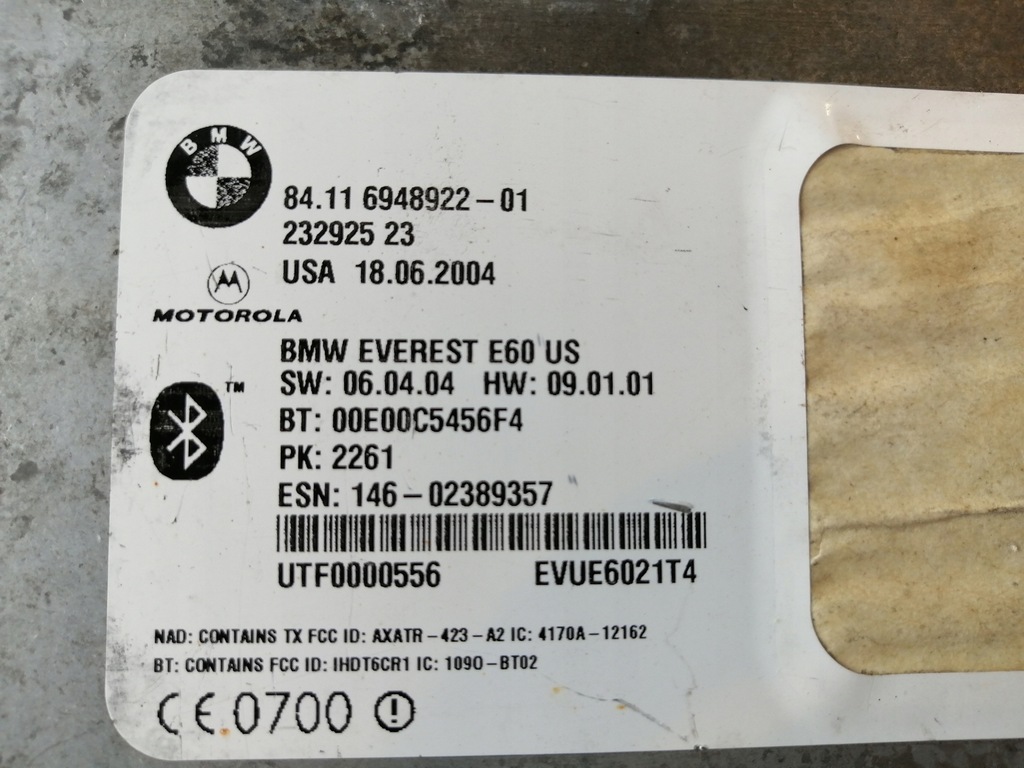 BMW
84.11 6948922-01
232925 23
USA 18.06.2004
MOTOROLA
BMW EVEREST E60 US
SW: 06.04.04 HW: 09.01.01
™
BT: 00E00C5456F4
PK: 2261
ESN: 146-02389357
UTF0000556 EVUE6021T4
NAD: CONTAINS TX FCC ID: AXATR-423-A2 IC: 4170A-12162
BT: CONTAINS FCC ID: IHDT6CR1 IC: 1090-BT02
CE 0700 !